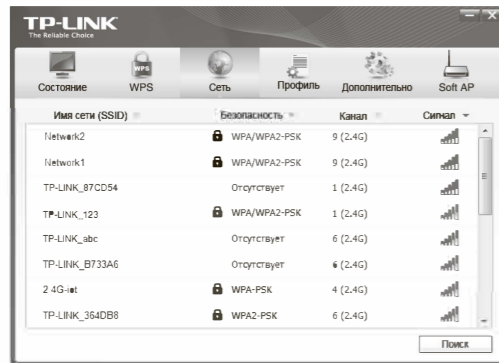 TP-LINK
The Reliable Choice
WPS
Состояние WPS Сеть Профиль Дополнительно Soft AP
Имя сети (SSID) Безопасность Канал Сигнал
Network2 WPA/WPA2-PSK 9 (2.4G)
Network1 WPA/WPA2-PSK 9 (2.4G)
TP-LINK_87CD54 Отсутствует 1 (2.4G)
TP-LINK_123 WPA/WPA2-PSK 1 (2.4G)
TP-LINK_abc Отсутствует 6 (2.4G)
TP-LINK_B733A6 Отсутствует 6 (2.4G)
WPA-PSK 4 (2.4G)
TP-LINK_364DB8 WPA2-PSK 6 (2.4G)
Поиск